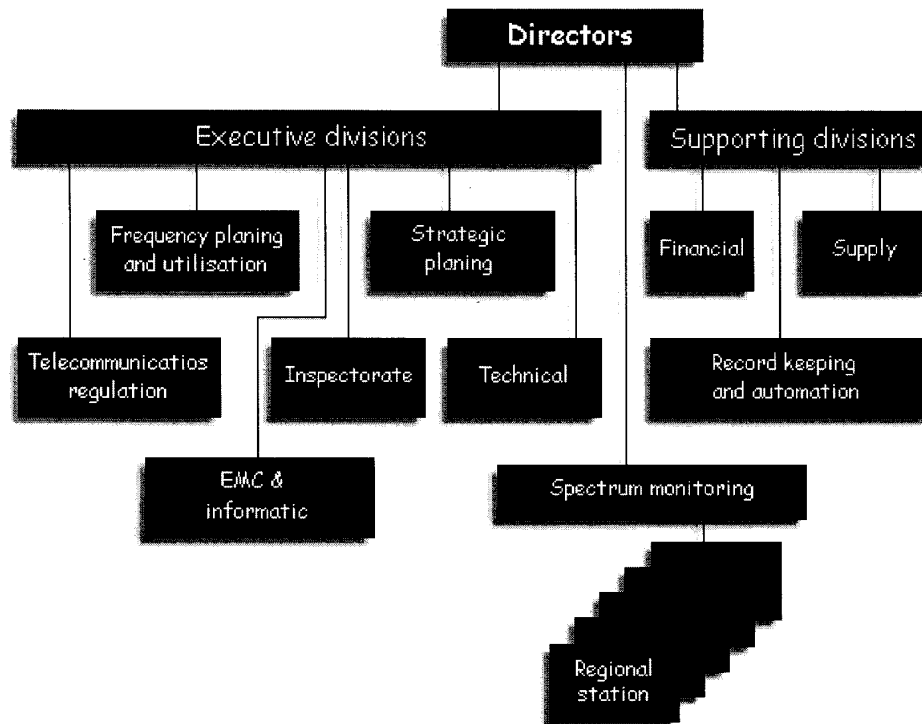 Directors
Executive divisions
Supporting divisions
Frequency planing
and utilisation
Strategic
planing
Financial
Supply
Telecommunicatios
regulation
Inspectorate
Technical
Record keeping
and automation
EMC &
informatic
Spectrum monitoring
Regional
station